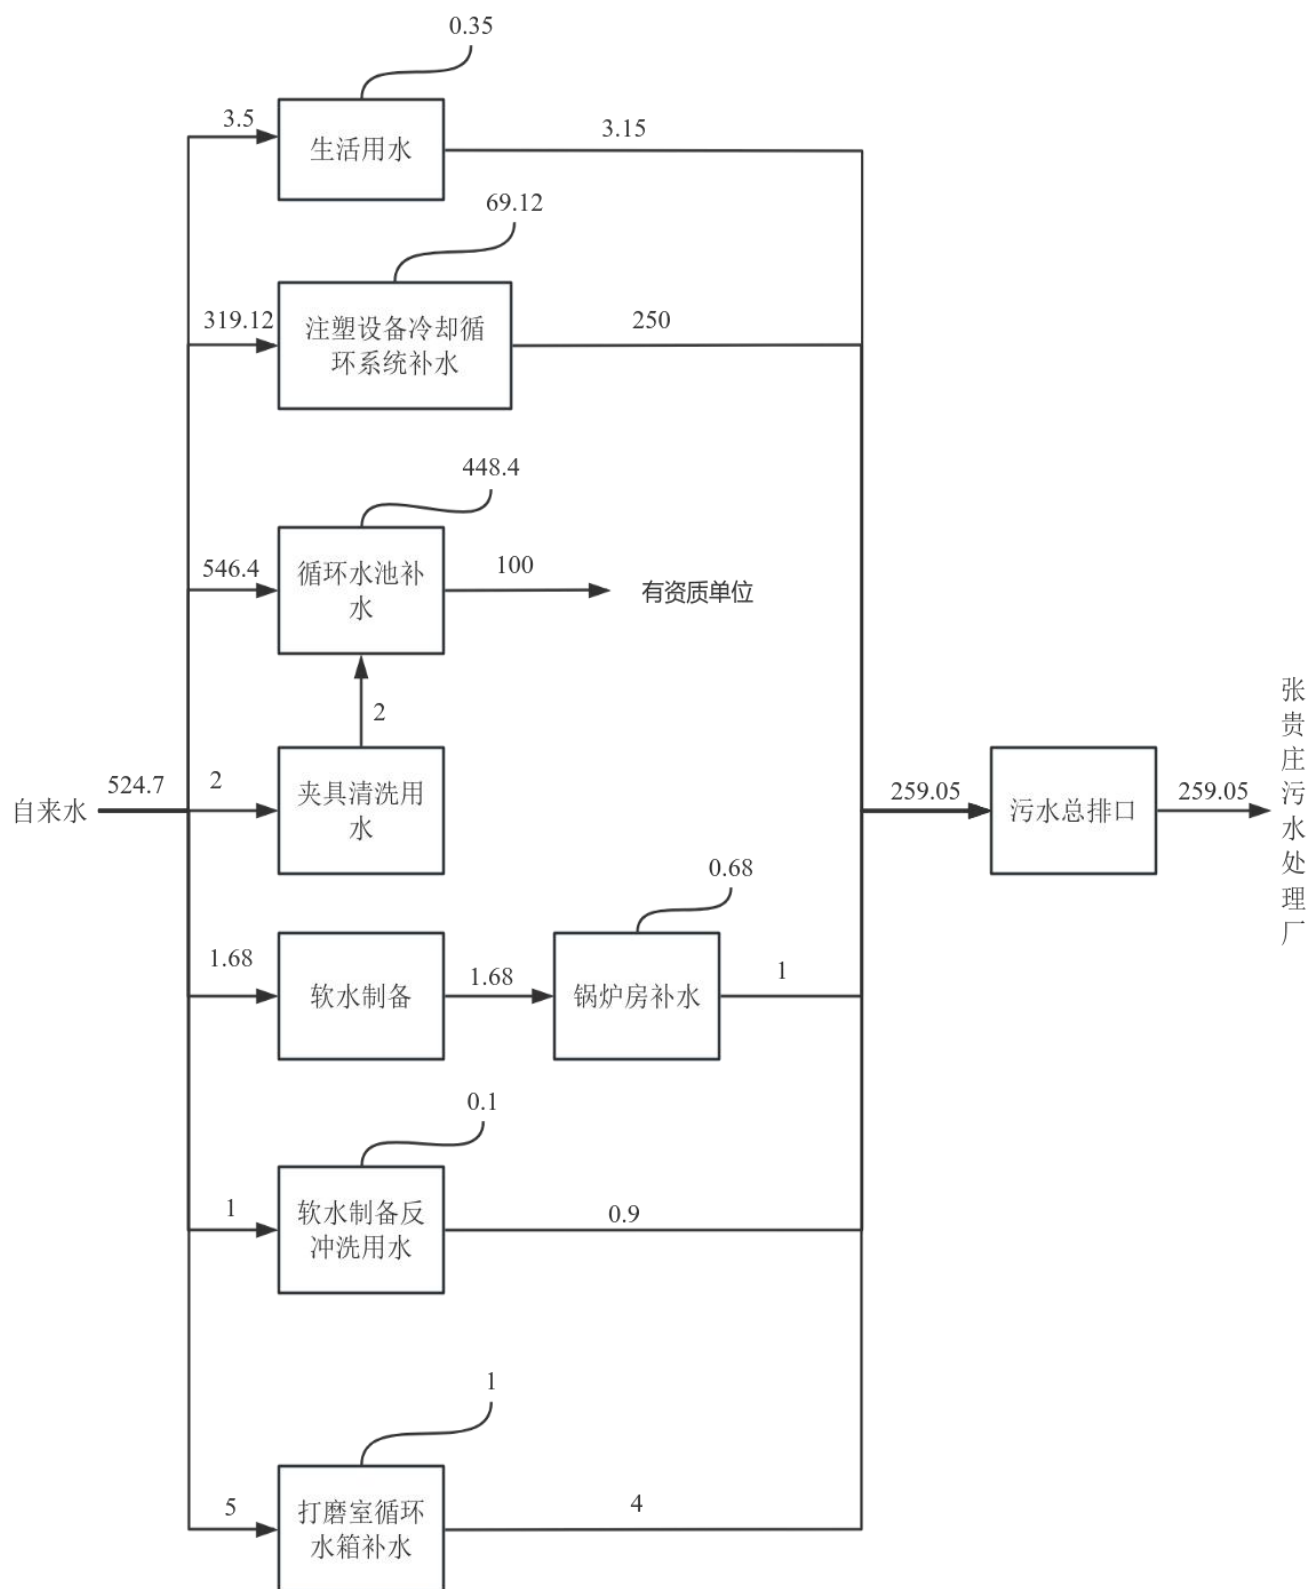 0.35
3.5
生活用水
3.15
69.12
319.12
注塑设备冷却循
环系统补水
250
448.4
546.4
循环水池补
水
100
有资质单位
2
自来水
524.7
2
夹具清洗用
水
259.05
污水总排口
259.05
张
贵
庄
污
水
处
理
厂
0.68
1.68
软水制备
1.68
锅炉房补水
1
0.1
1
软水制备反
冲洗用水
0.9
1
5
打磨室循环
水箱补水
4